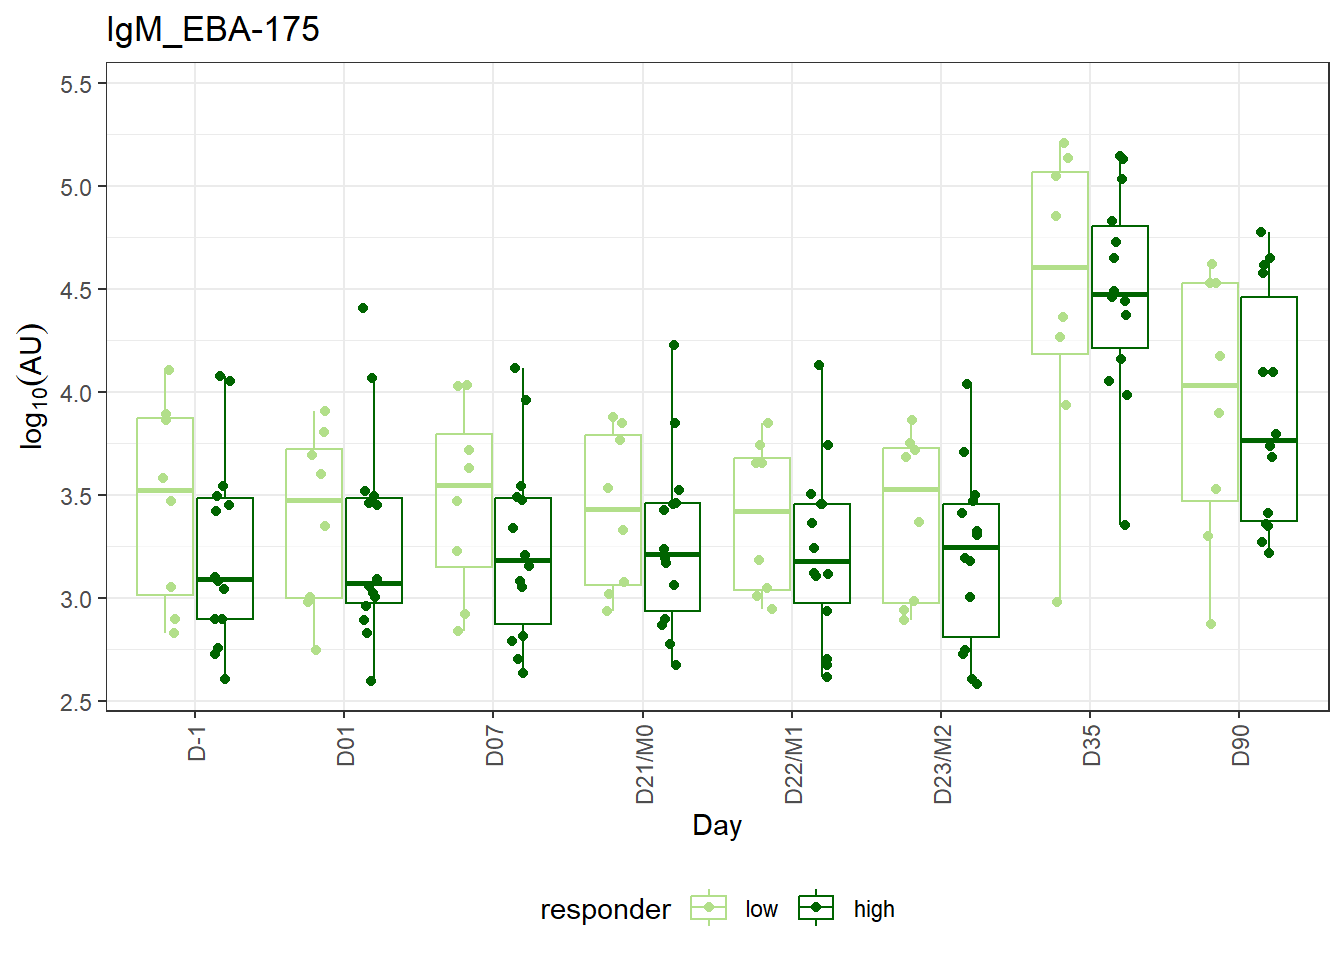 IgM_EBA-175
5.5
5.0
4.5
4.0
3.5
3.0
2.5
log10(AU)
D-1
D01
D07
D21/M0
D22/M1
D23/M2
D35
D90
Day
responder low high